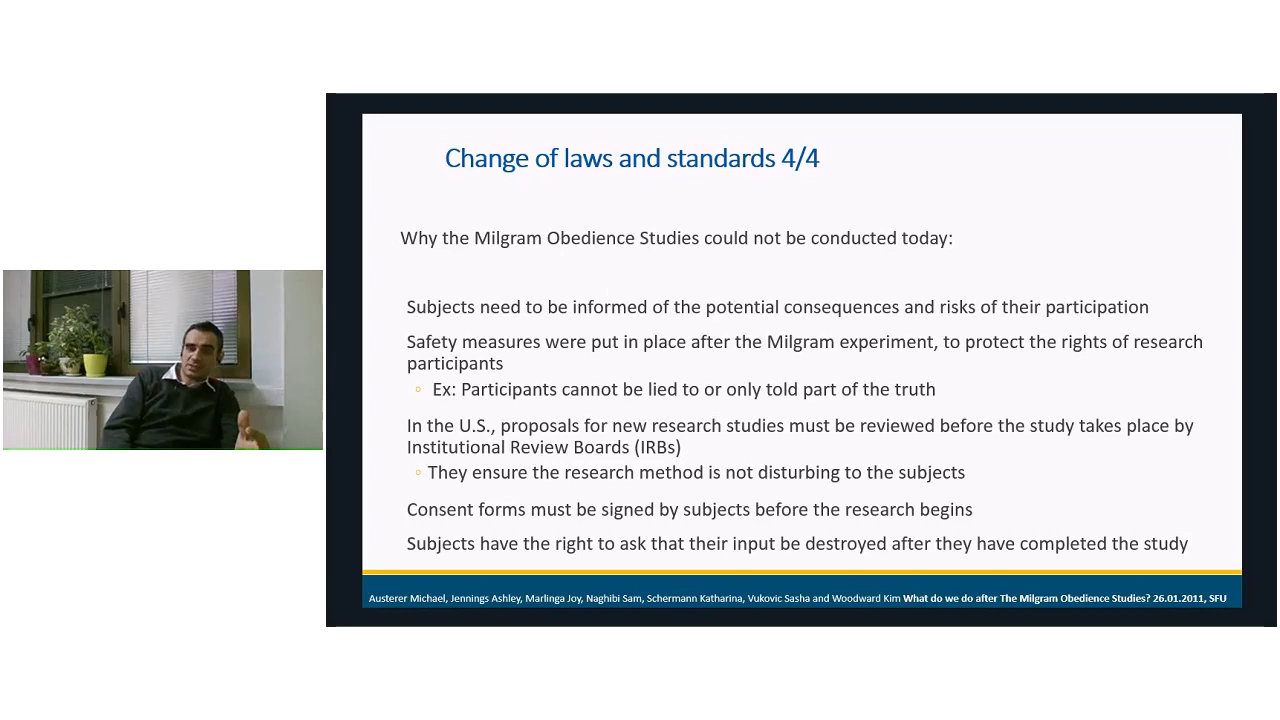 Change of laws and standards 4/4
Why the Milgram Obedience Studies could not be conducted today:
Subjects need to be informed of the potential consequences and risks of their participation
Safety measures were put in place after the Milgram experiment, to protect the rights of research
participants
◦ Ex: Participants cannot be lied to or only told part of the truth
In the U.S., proposals for new research studies must be reviewed before the study takes place by
Institutional Review Boards (IRBs)
◦ They ensure the research method is not disturbing to the subjects
Consent forms must be signed by subjects before the research begins
Subjects have the right to ask that their input be destroyed after they have completed the study
Austerer Michael, Jennings Ashley, Marlinga Joy, Naghibi Sam, Schermann Katharina, Vukovic Sasha and Woodward Kim What do we do after The Milgram Obedience Studies? 26.01.2011, SFU